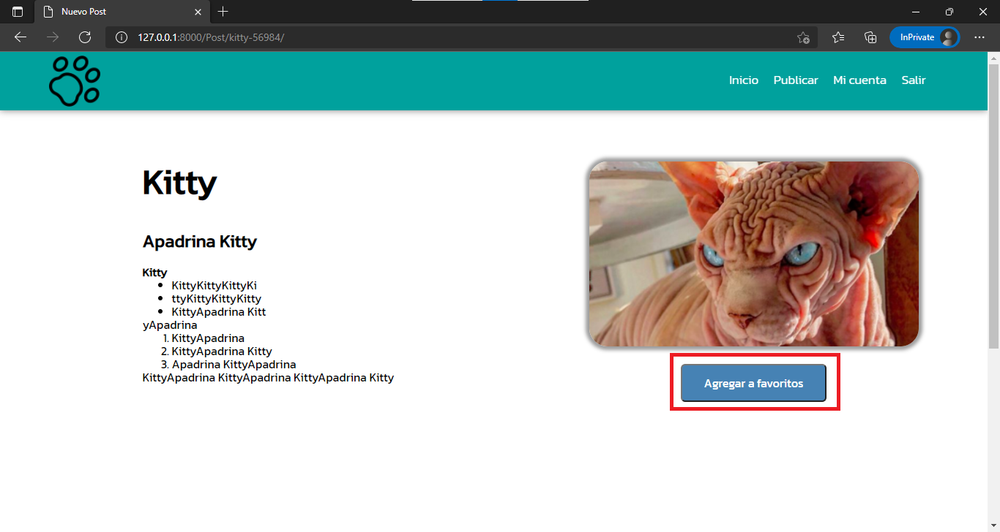 Nuevo Post
127.0.0.1:8000/Post/kitty-56984/
InPrivate
Inicio Publicar Mi cuenta Salir
Kitty
Apadrina Kitty
Kitty
• KittyKittyKittyKi
• ttyKittyKittyKitty
• KittyApadrina Kitt
yApadrina
1. KittyApadrina
2. KittyApadrina Kitty
3. Apadrina KittyApadrina
KittyApadrina KittyApadrina KittyApadrina Kitty
Agregar a favoritos